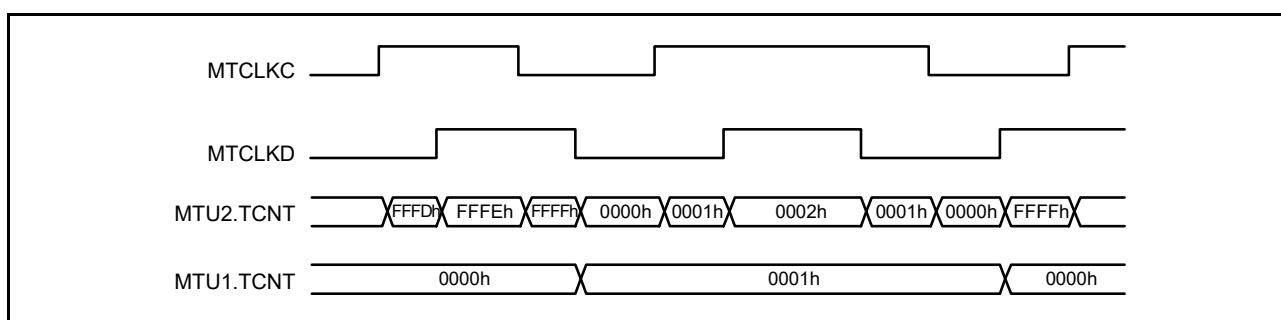 MTCLKC
MTCLKD
MTU2.TCNT FFFDh FFFEh FFFFh 0000h 0001h 0002h 0001h 0000h FFFFh
MTU1.TCNT 0000h 0001h 0000h